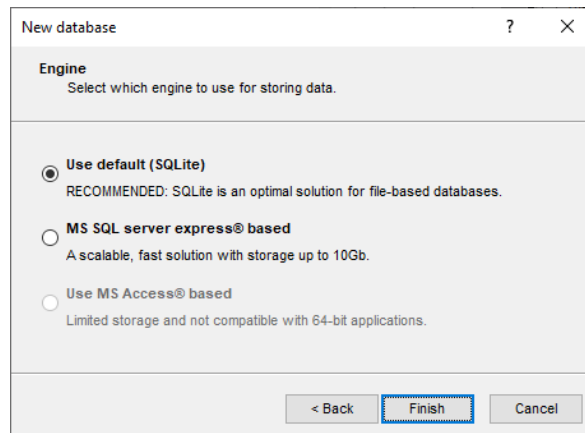 New database
?
Engine
Select which engine to use for storing data.
Use default (SQLite)
RECOMMENDED: SQLite is an optimal solution for file-based databases.
MS SQL server express® based
A scalable, fast solution with storage up to 10Gb.
Use MS Access® based
Limited storage and not compatible with 64-bit applications.
< Back Finish Cancel